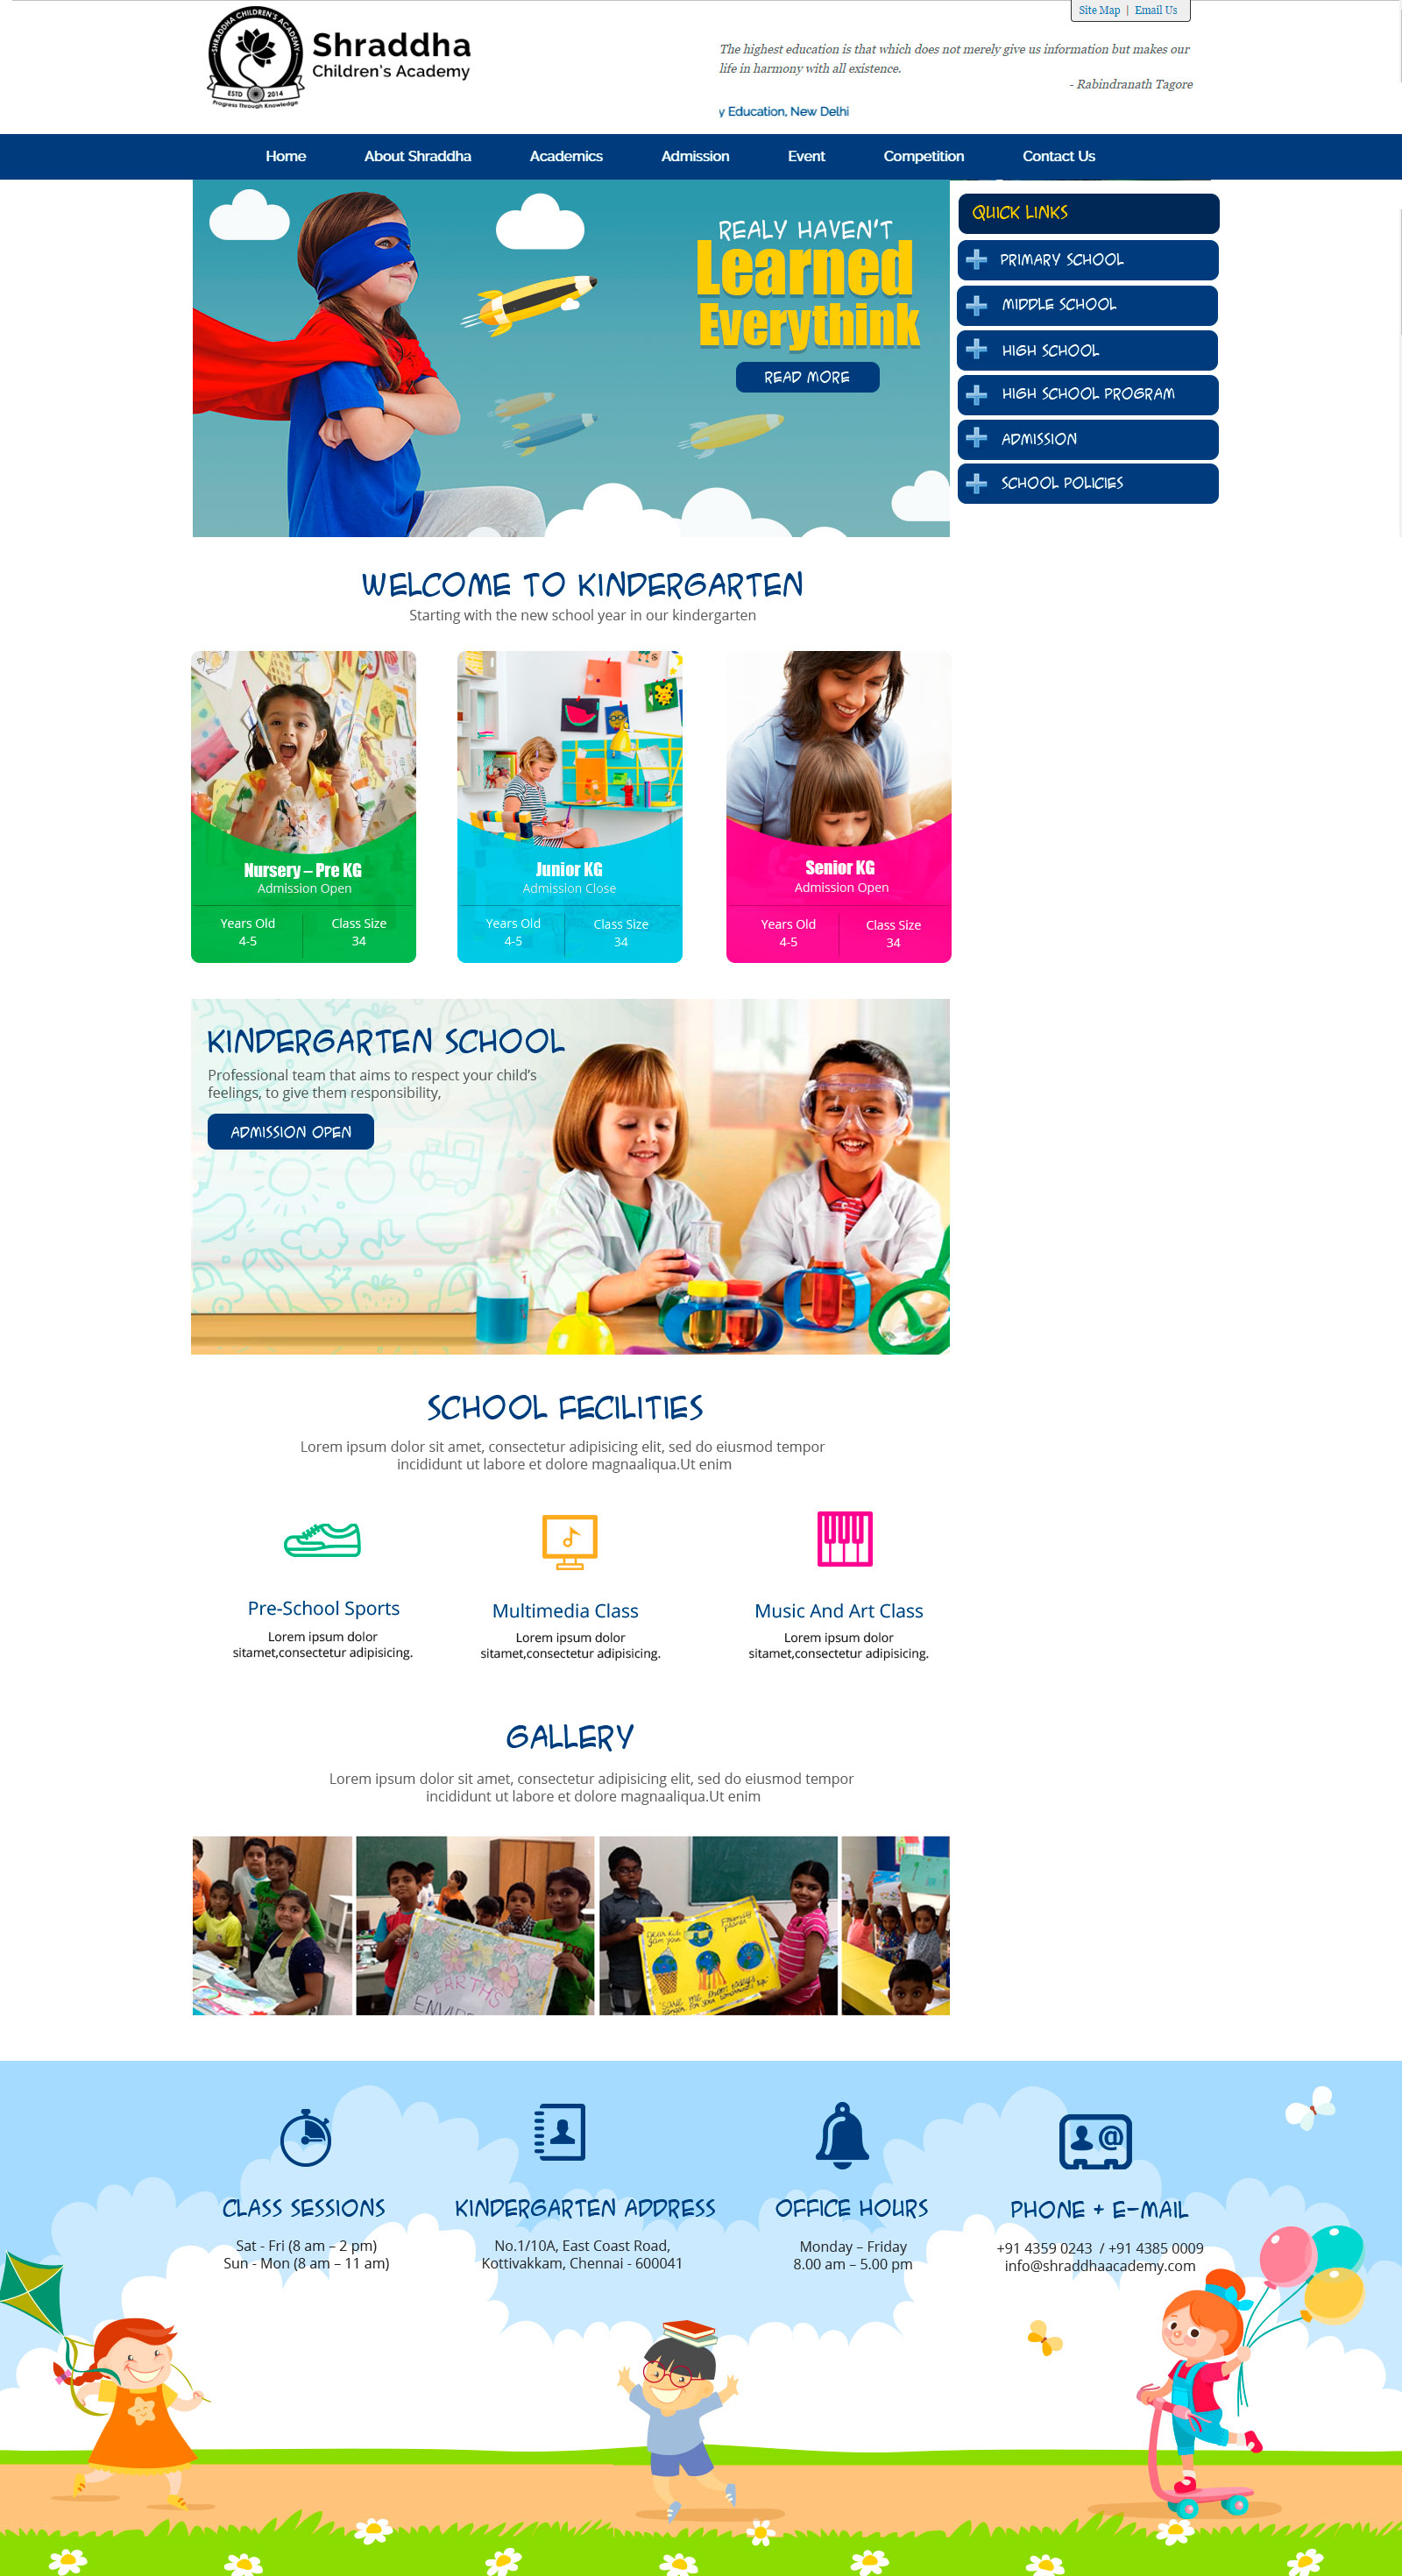 Site Map | Email Us
SHRADDHA CHILDREN'S ACADEMY
ESTD 2014
Progress Through Knowledge
Shraddha
Children's Academy
The highest education is that which does not merely give us information but makes our
life in harmony with all existence.
- Rabindranath Tagore
y Education, New Delhi
Home About Shraddha Academics Admission Event Competition Contact Us
REALY HAVEN'T
Learned
Everythink
READ MORE
QUICK LINKS
PRIMARY SCHOOL
MIDDLE SCHOOL
HIGH SCHOOL
HIGH SCHOOL PROGRAM
ADMISSION
SCHOOL POLICIES
WELCOME TO KINDERGARTEN
Starting with the new school year in our kindergarten
Nursery – Pre KG
Admission Open
Years Old Class Size
4-5 34
Junior KG
Admission Close
Years Old Class Size
4-5 34
Senior KG
Admission Open
Years Old Class Size
4-5 34
KINDERGARTEN SCHOOL
Professional team that aims to respect your child's
feelings, to give them responsibility,
ADMISSION OPEN
SCHOOL FECILITIES
Lorem ipsum dolor sit amet, consectetur adipisicing elit, sed do eiusmod tempor
incididunt ut labore et dolore magnaaliqua.Ut enim
Pre-School Sports
Lorem ipsum dolor
sitamet,consectetur adipisicing.
Multimedia Class
Lorem ipsum dolor
sitamet,consectetur adipisicing.
Music And Art Class
Lorem ipsum dolor
sitamet,consectetur adipisicing.
GALLERY
Lorem ipsum dolor sit amet, consectetur adipisicing elit, sed do eiusmod tempor
incididunt ut labore et dolore magnaaliqua.Ut enim
EARTHS
CLASS SESSIONS
Sat - Fri (8 am – 2 pm)
Sun - Mon (8 am – 11 am)
KINDERGARTEN ADDRESS
No.1/10A, East Coast Road,
Kottivakkam, Chennai - 600041
OFFICE HOURS
Monday – Friday
8.00 am – 5.00 pm
PHONE + E-MAIL
+91 4359 0243 / +91 4385 0009
info@shraddhaacademy.com